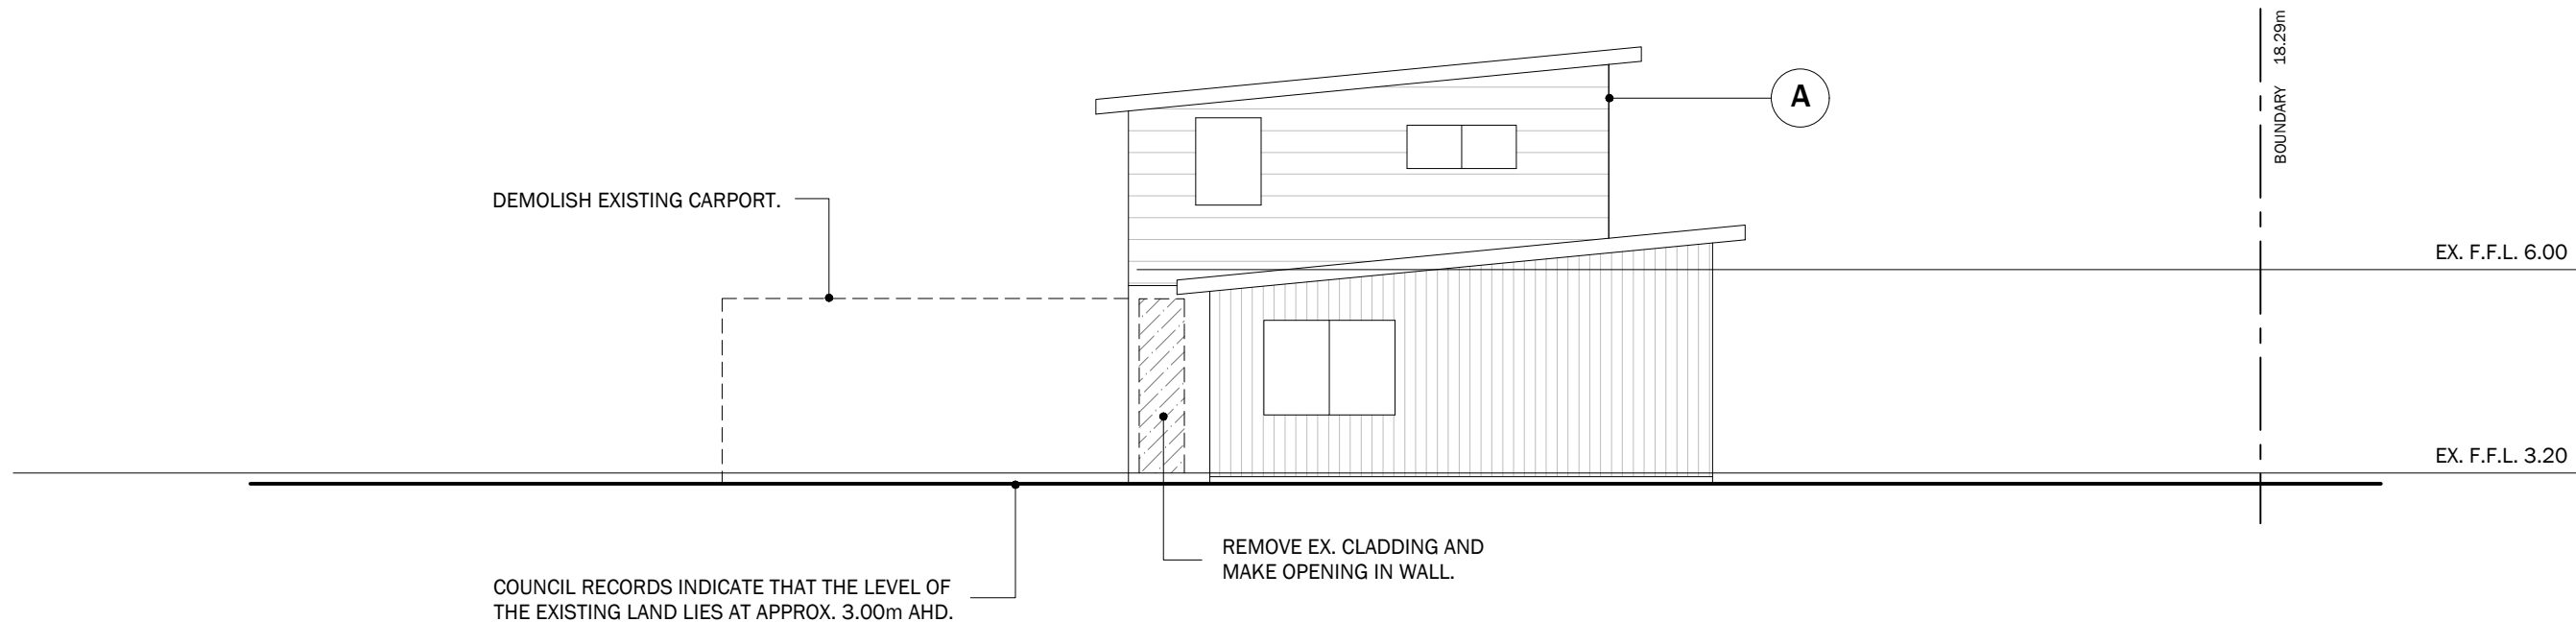 BOUNDARY 18.29m
A
DEMOLISH EXISTING CARPORT.
EX. F.F.L. 6.00
EX. F.F.L. 3.20
REMOVE EX. CLADDING AND
MAKE OPENING IN WALL.
COUNCIL RECORDS INDICATE THAT THE LEVEL OF
THE EXISTING LAND LIES AT APPROX. 3.00m AHD.